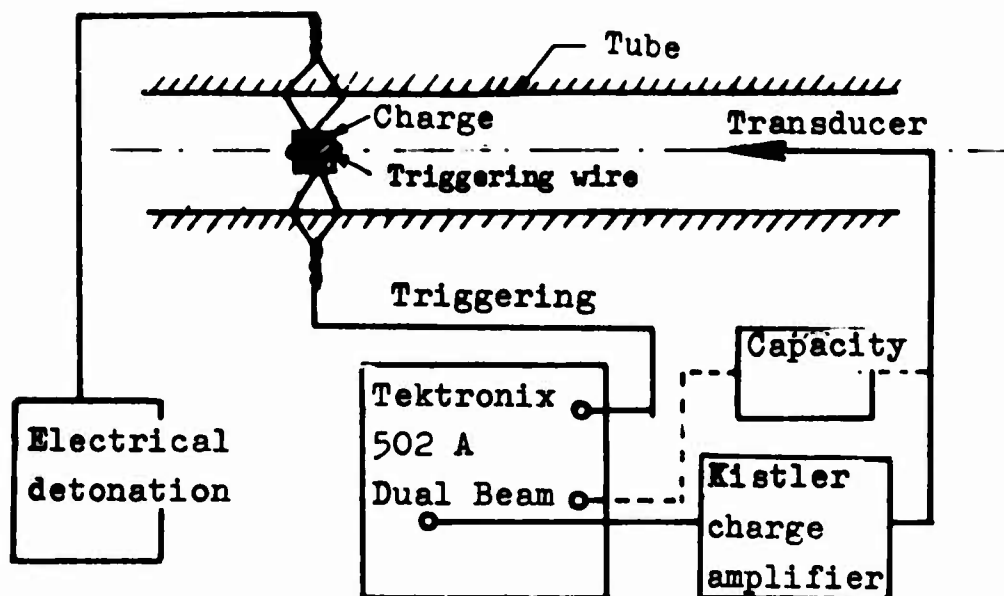 Tube
Charge
Transducer
Triggering wire
Triggering
Capacity
Tektronix
502 A
Dual Beam
Electrical
detonation
Kistler
charge
amplifier